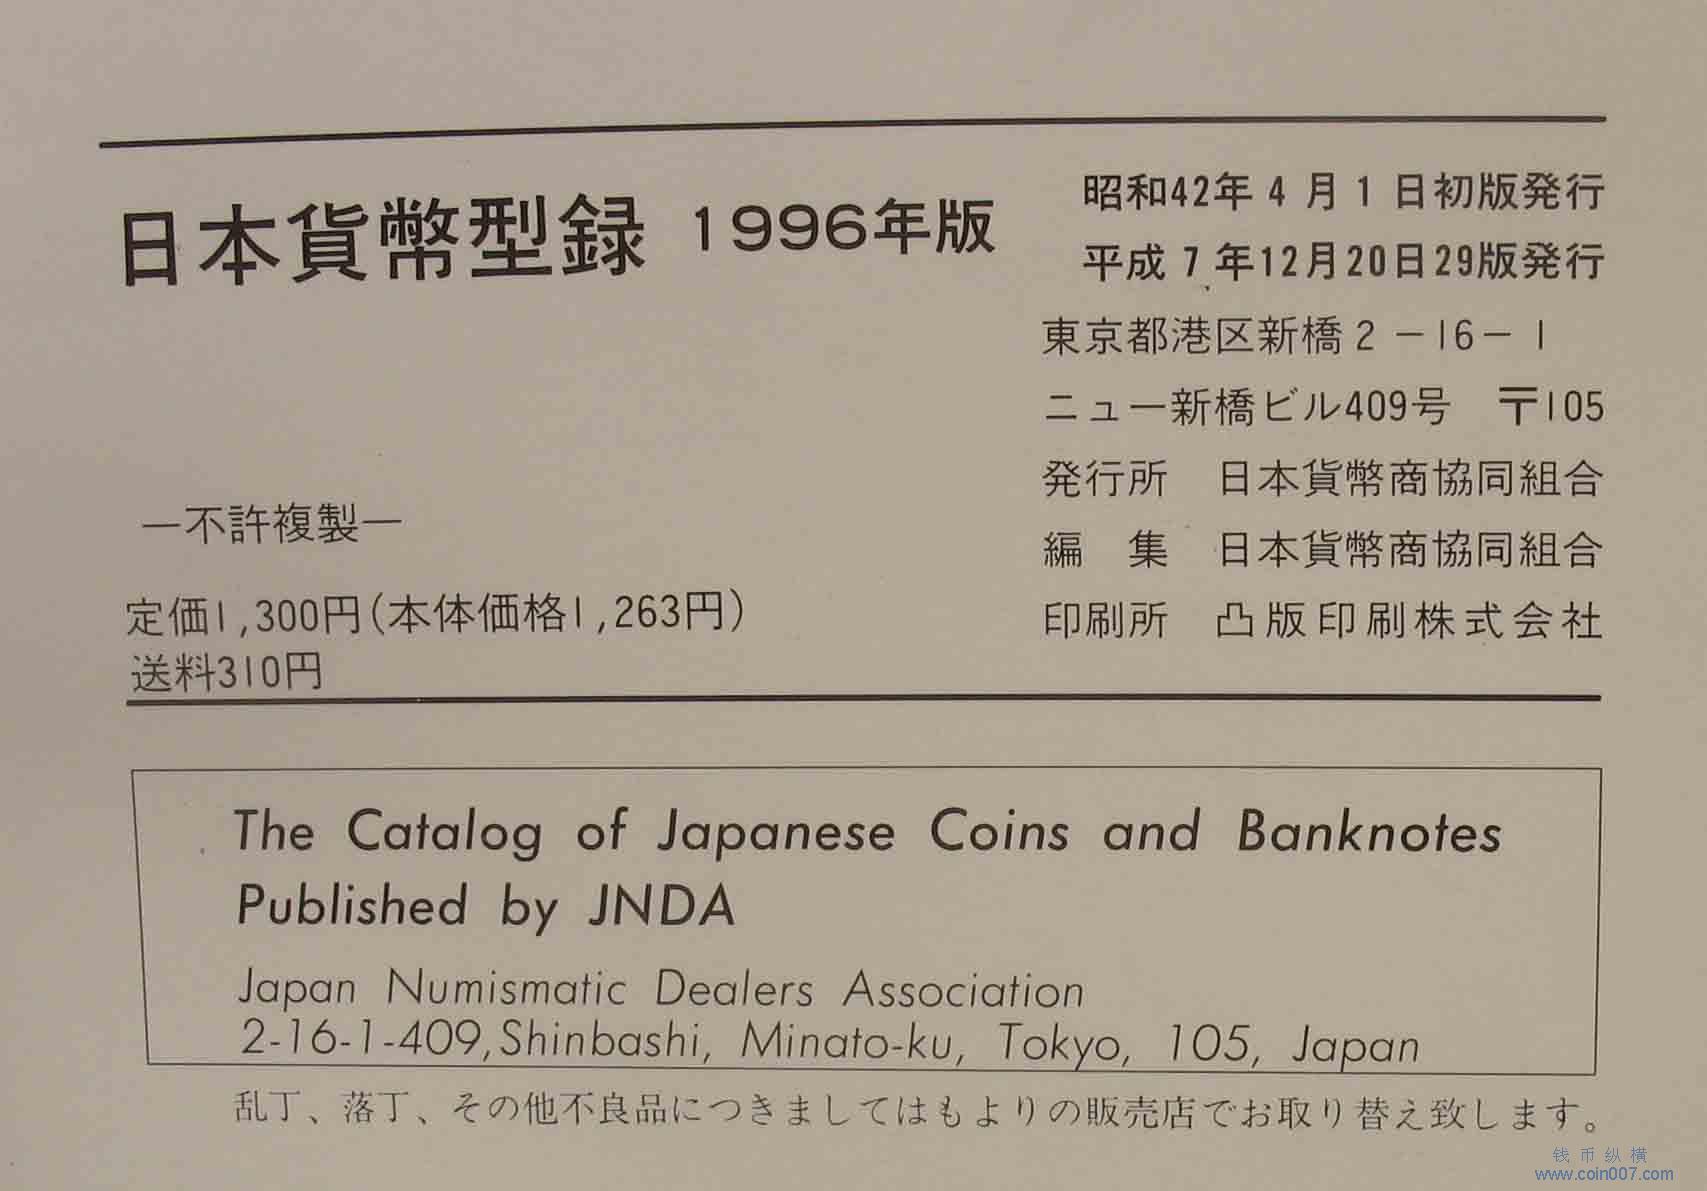 日本貨幣型録 1996年版
昭和42年4月1日初版発行
平成7年12月20日29版発行
東京都港区新橋2-16-1
ニュー新橋ビル409号 〒105
発行所 日本貨幣商協同組合
編 集 日本貨幣商協同組合
印刷所 凸版印刷株式会社
—不許複製—
定価1,300円(本体価格1,263円)
送料310円
The Catalog of Japanese Coins and Banknotes
Published by JNDA
Japan Numismatic Dealers Association
2-16-1-409,Shinbashi, Minato-ku, Tokyo, 105, Japan
乱丁、落丁、その他不良品につきましてはもよりの販売店でお取り替え致します。
钱币纵横
www.coin007.com